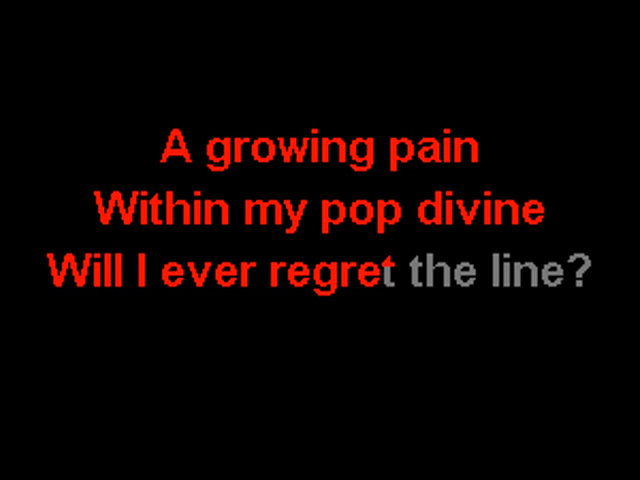 A growing pain
Within my pop divine
Will I ever regret the line?